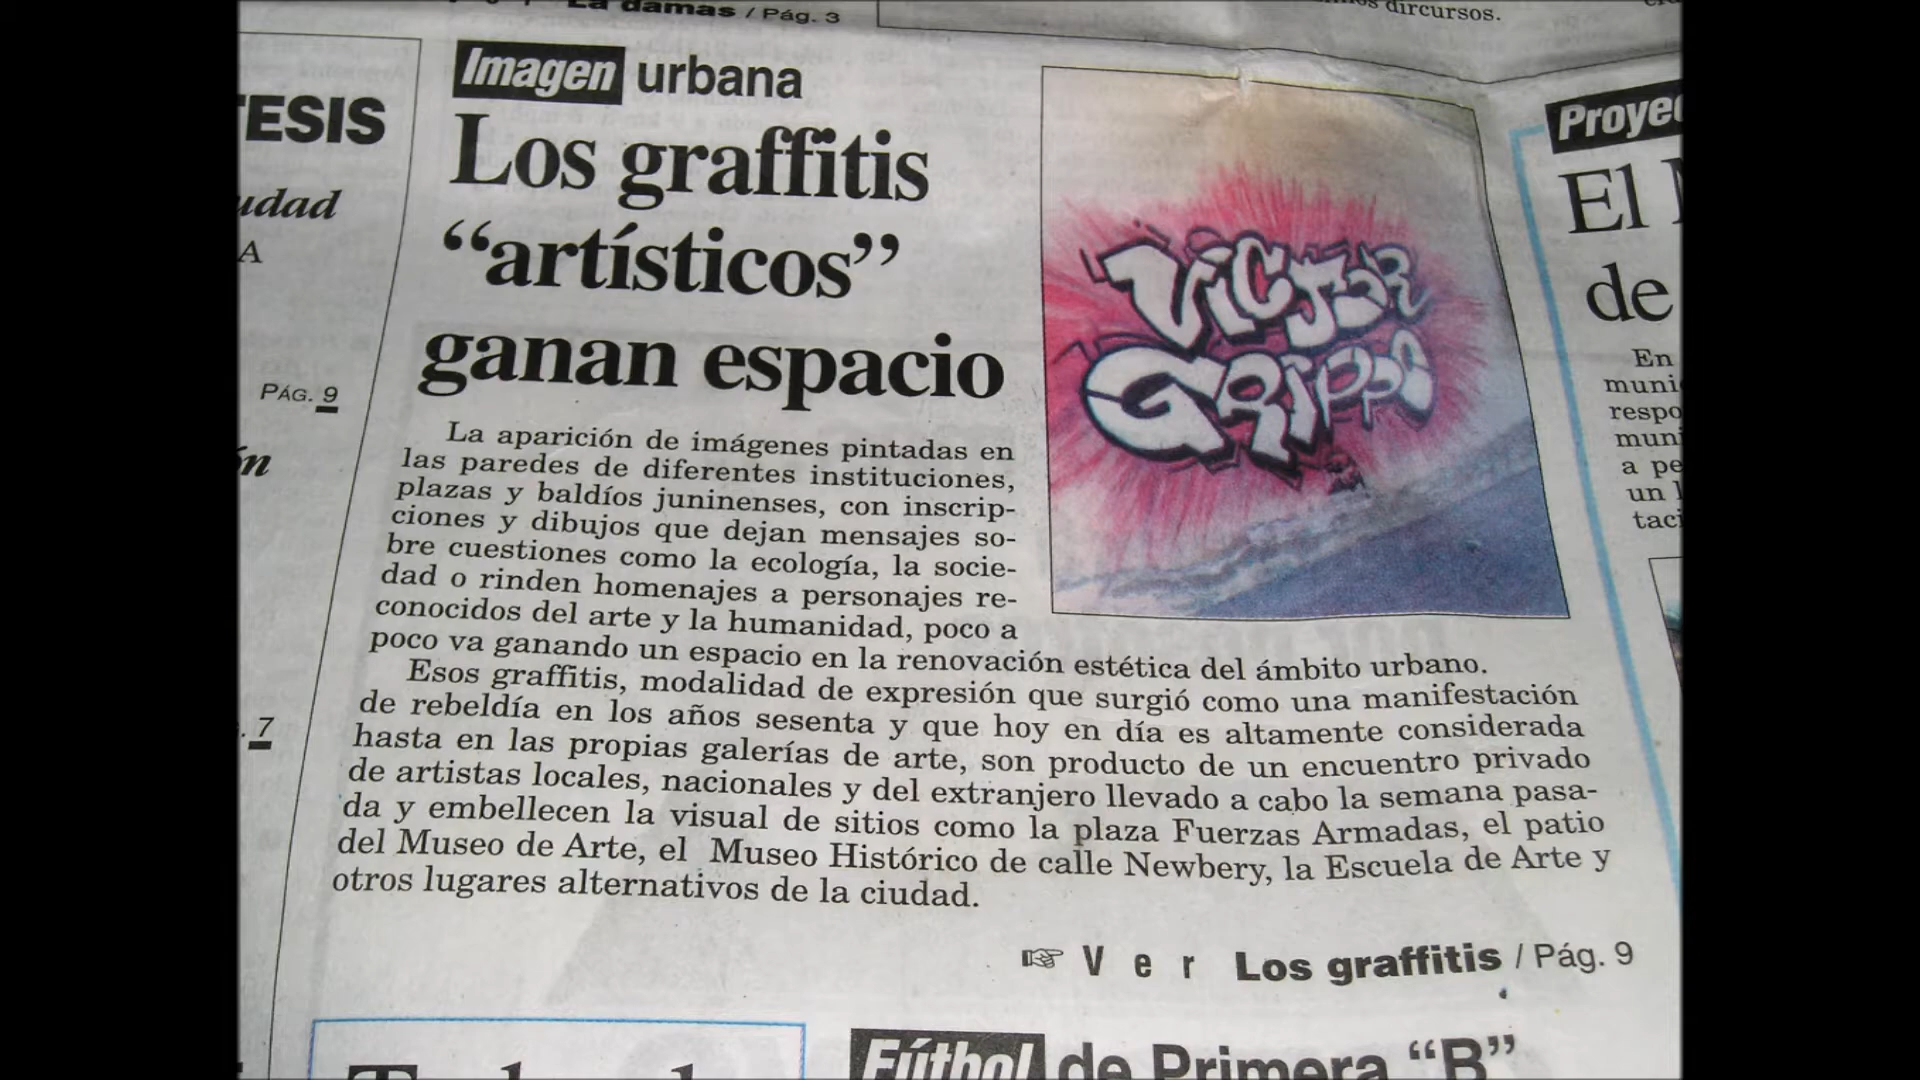 La damas / Pág. 3
dircursos.
TESIS
A
PÁG. 9
7
Imagen urbana
Los graffitis
“artísticos”
ganan espacio
VICTOR
GRIPPO
La aparición de imágenes pintadas en
las paredes de diferentes instituciones,
plazas y baldíos juninenses, con inscrip-
ciones y dibujos que dejan mensajes so-
bre cuestiones como la ecología, la socie-
dad o rinden homenajes a personajes re-
conocidos del arte y la humanidad, poco a
poco va ganando un espacio en la renovación estética del ámbito urbano.
Esos graffitis, modalidad de expresión que surgió como una manifestación
de rebeldía en los años sesenta y que hoy en día es altamente considerada
hasta en las propias galerías de arte, son producto de un encuentro privado
de artistas locales, nacionales y del extranjero llevado a cabo la semana pasa-
da y embellecen la visual de sitios como la plaza Fuerzas Armadas, el patio
del Museo de Arte, el Museo Histórico de calle Newbery, la Escuela de Arte y
otros lugares alternativos de la ciudad.
☞ Ver Los graffitis / Pág. 9
El
de
En
muni
respo
muni
a pe
un
taci
Fútbol de Primera “B”